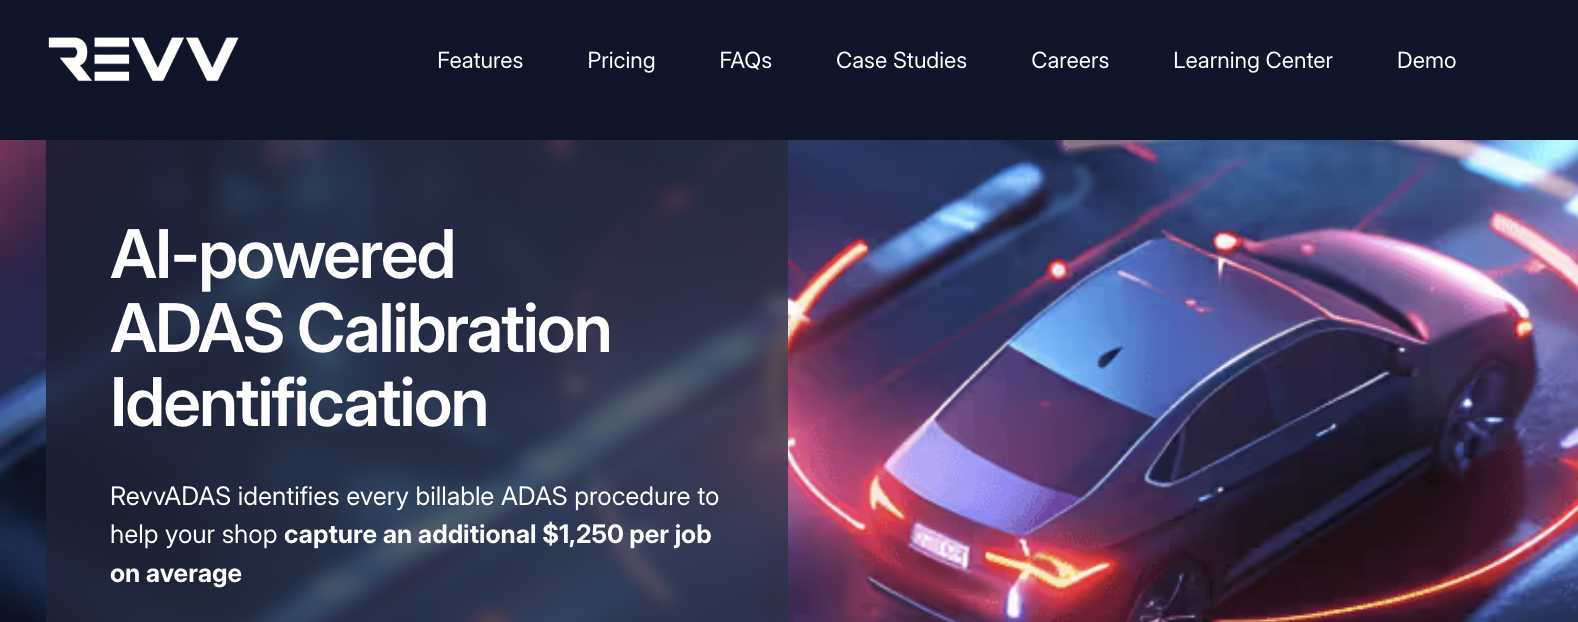 REVV
Features Pricing FAQs Case Studies Careers Learning Center Demo
AI-powered
ADAS Calibration
Identification
RevvADAS identifies every billable ADAS procedure to
help your shop capture an additional $1,250 per job
on average